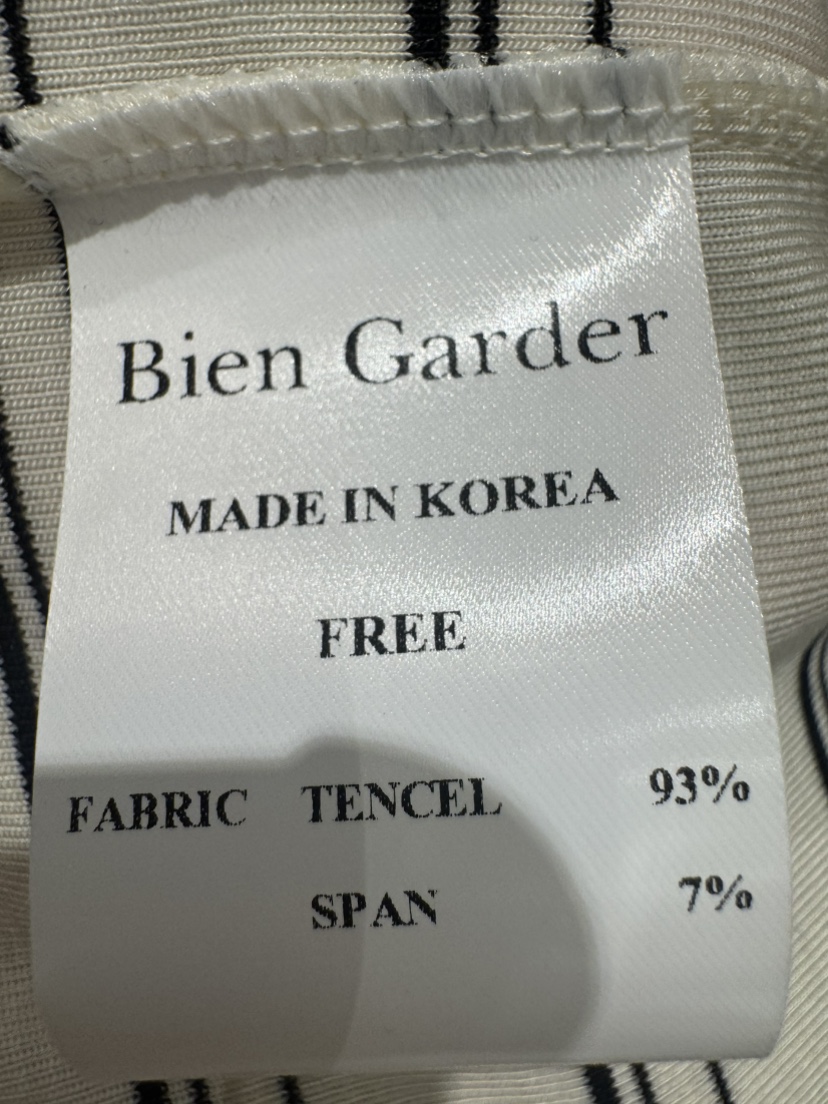 Bien Garder
MADE IN KOREA
FREE
FABRIC TENCEL 93%
SPAN 7%